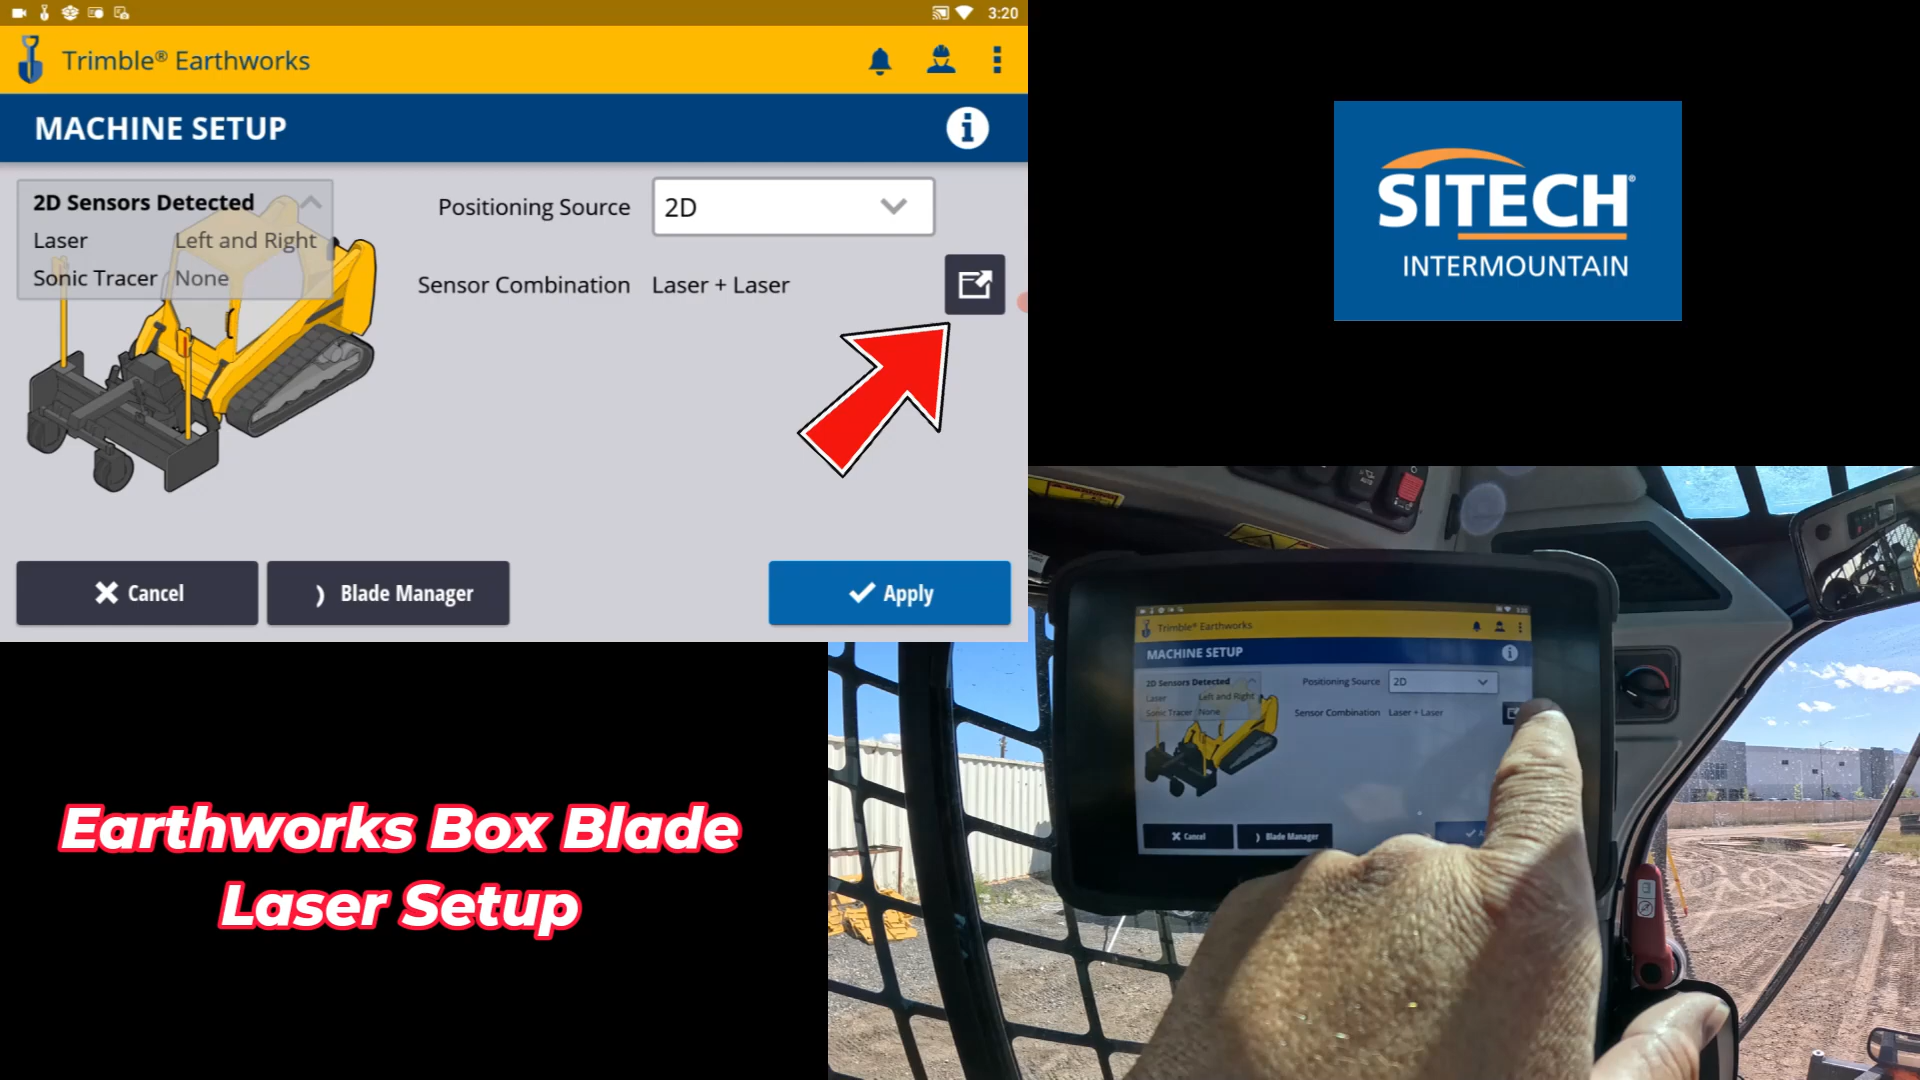 3:20
Trimble® Earthworks
MACHINE SETUP
2D Sensors Detected
Laser Left and Right
Sonic Tracer None
Positioning Source 2D
Sensor Combination Laser + Laser
Cancel
Blade Manager
Apply
SITECH®
INTERMOUNTAIN
Earthworks Box Blade
Laser Setup
AUTO
Trimble® Earthworks
MACHINE SETUP
2D Sensors Detected
Laser Left and Right
Sonic Tracer None
Positioning Source 2D
Sensor Combination Laser + Laser
Cancel
Blade Manager